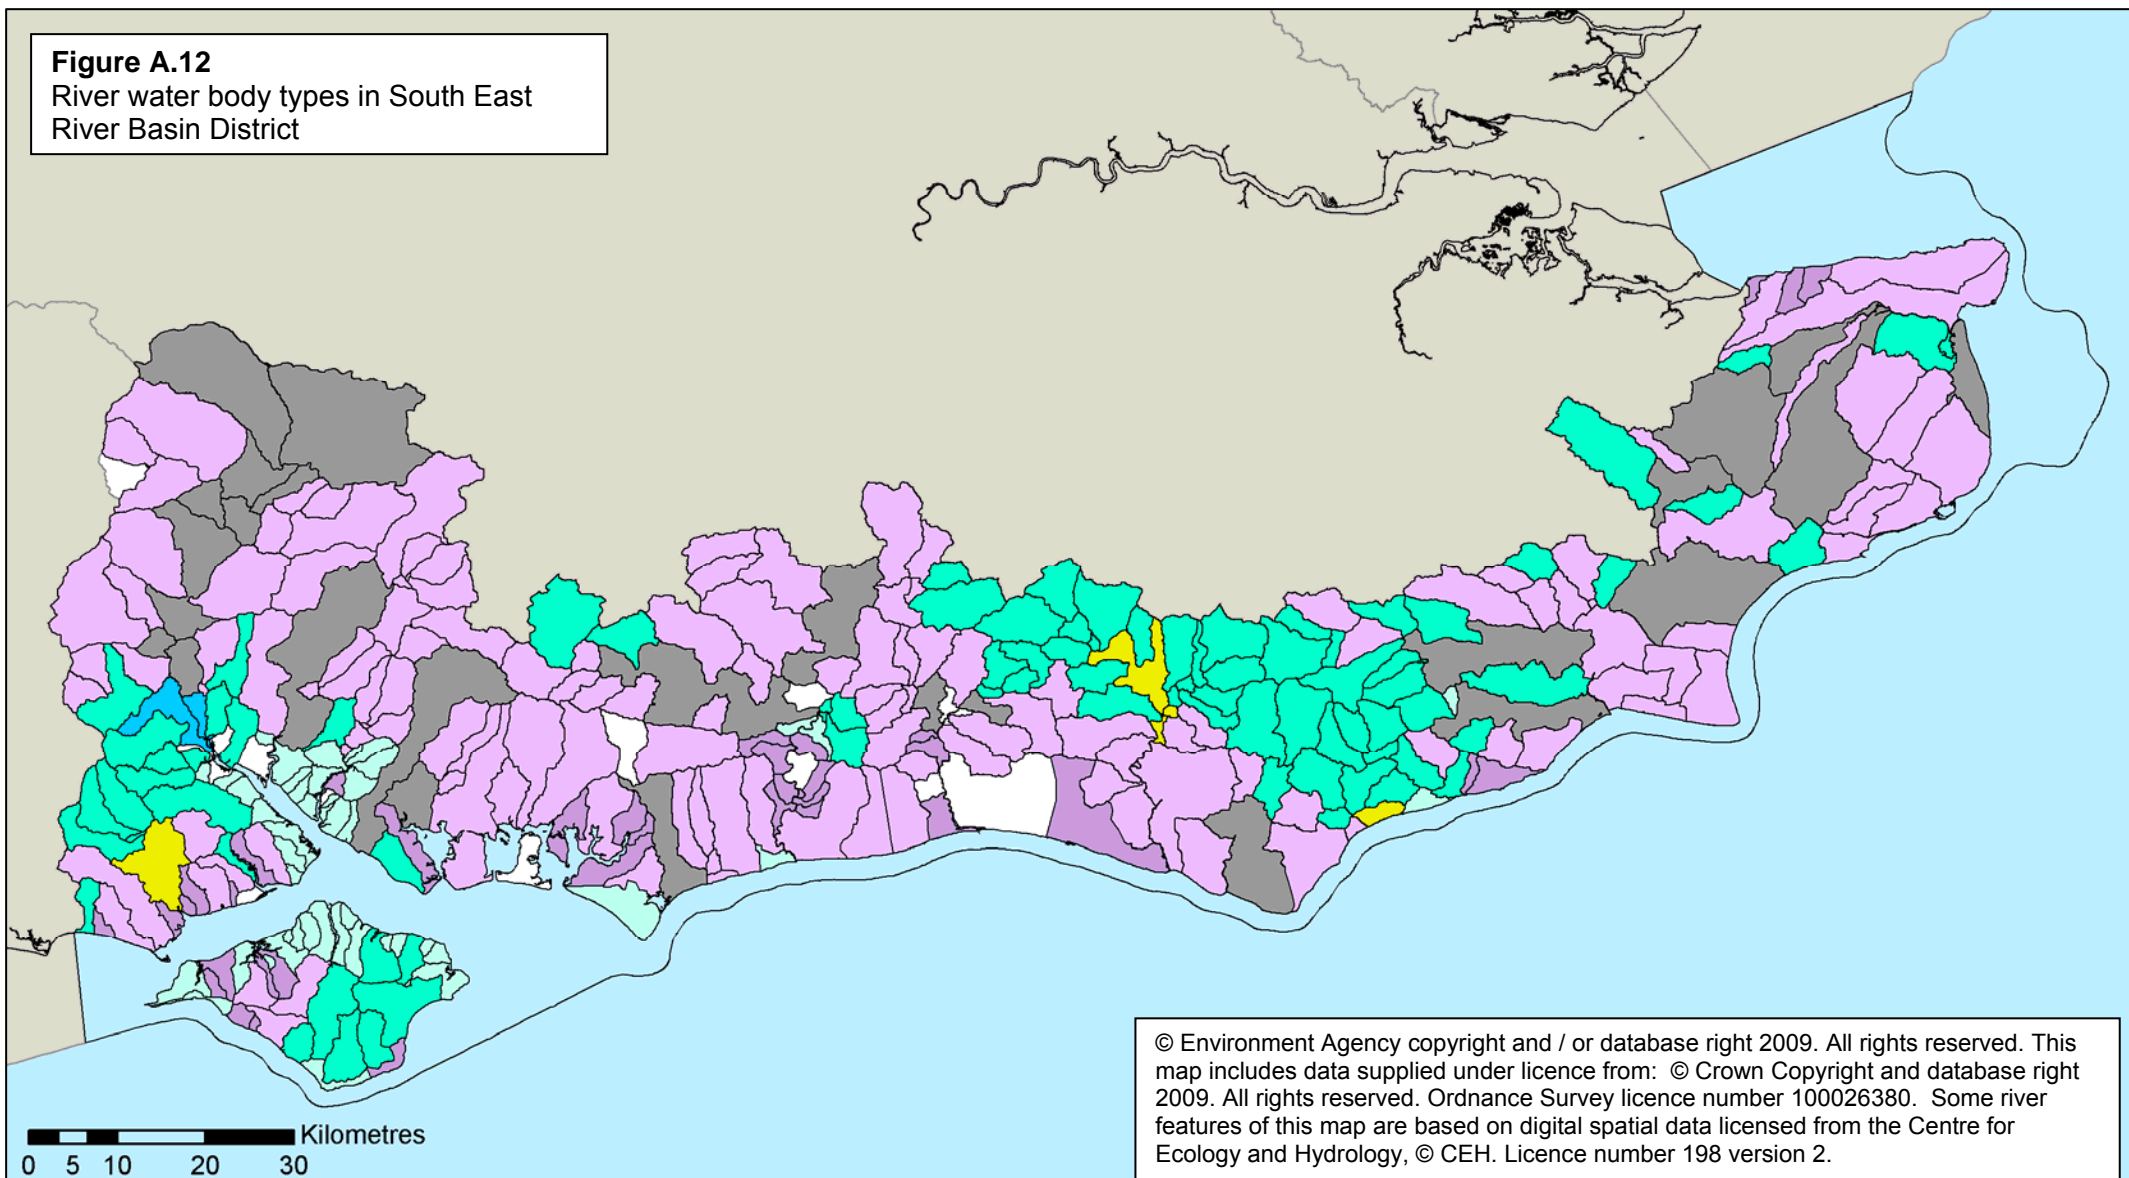 Figure A.12
River water body types in South East
River Basin District
© Environment Agency copyright and / or database right 2009. All rights reserved. This
map includes data supplied under licence from:  © Crown Copyright and database right
2009. All rights reserved. Ordnance Survey licence number 100026380.  Some river
features of this map are based on digital spatial data licensed from the Centre for
Ecology and Hydrology, © CEH. Licence number 198 version 2.
Kilometres
0 5 10 20 30